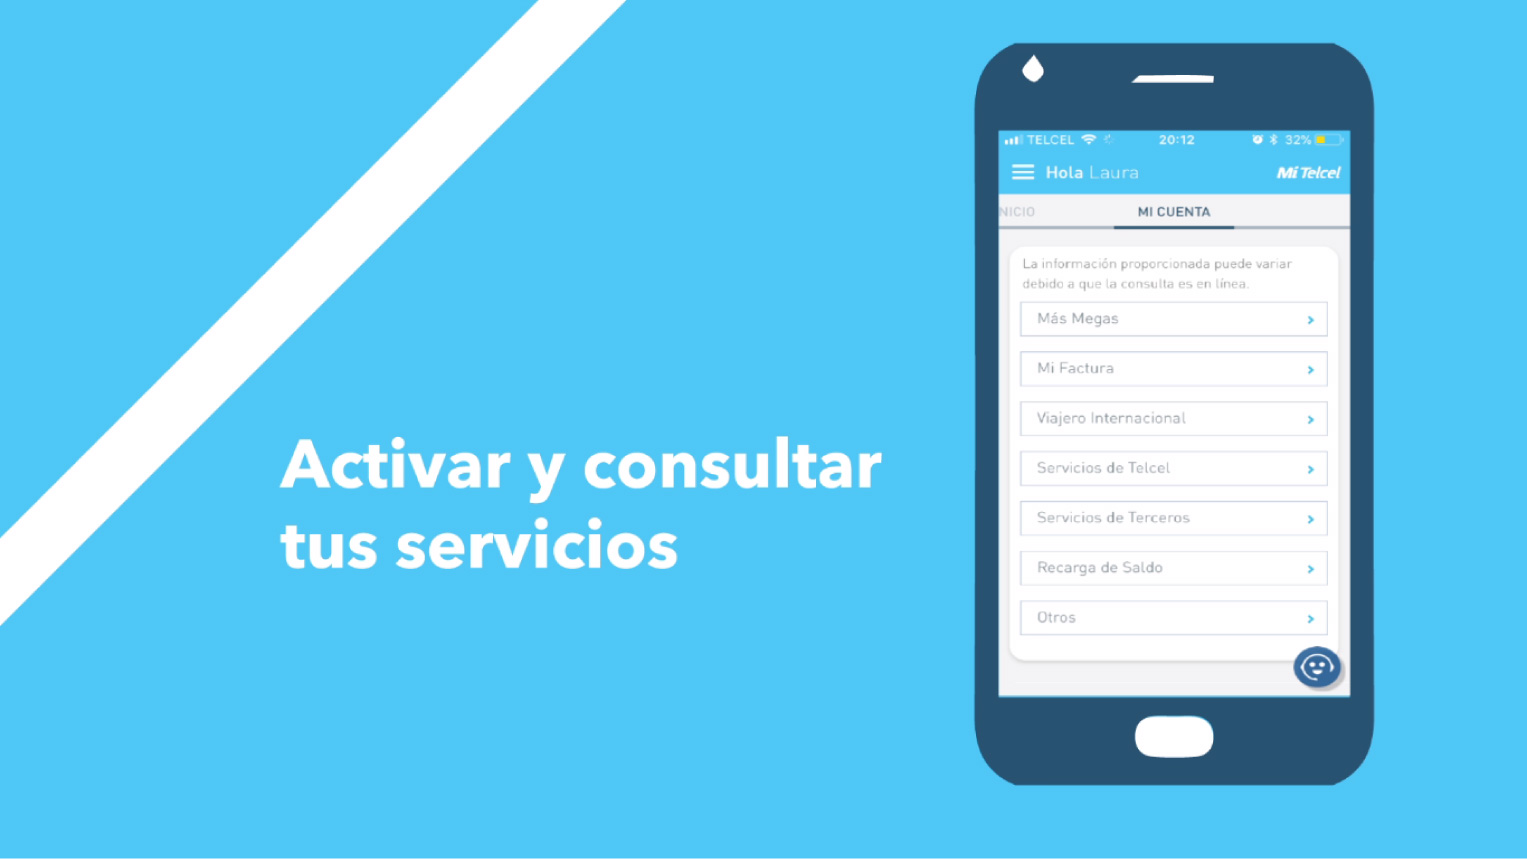 Activar y consultar
tus servicios
TELCEL 20:12 32%
Hola Laura Mi Telcel
NICIO MI CUENTA
La información proporcionada puede variar
debido a que la consulta es en línea.
Más Megas
Mi Factura
Viajero Internacional
Servicios de Telcel
Servicios de Terceros
Recarga de Saldo
Otros